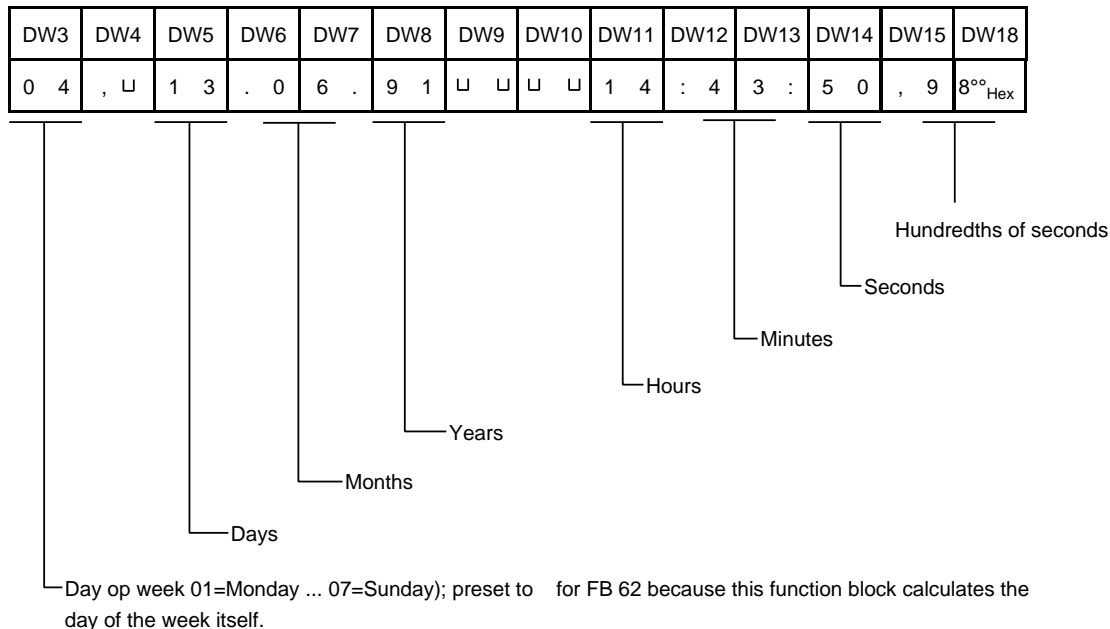 DW3 DW4 DW5 DW6 DW7 DW8 DW9 DW10 DW11 DW12 DW13 DW14 DW15 DW18
0 4 , ⊔ 1 3 . 0 6 . 9 1 ⊔ ⊔ ⊔ ⊔ 1 4 : 4 3 : 5 0 , 9 8°°Hex
Hundredths of seconds
Seconds
Minutes
Hours
Years
Months
Days
Day op week 01=Monday ... 07=Sunday); preset to for FB 62 because this function block calculates the
day of the week itself.